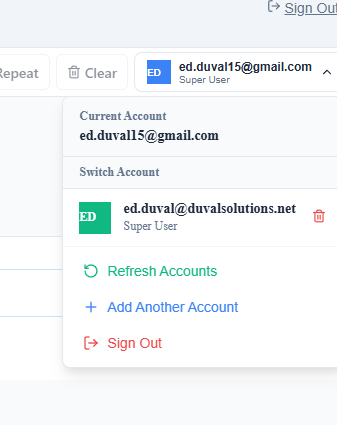 Sign Out
Repeat
Clear
ED
ed.duval15@gmail.com
Super User
Current Account
ed.duval15@gmail.com
Switch Account
ED
ed.duval@duvalsolutions.net
Super User
Refresh Accounts
Add Another Account
Sign Out